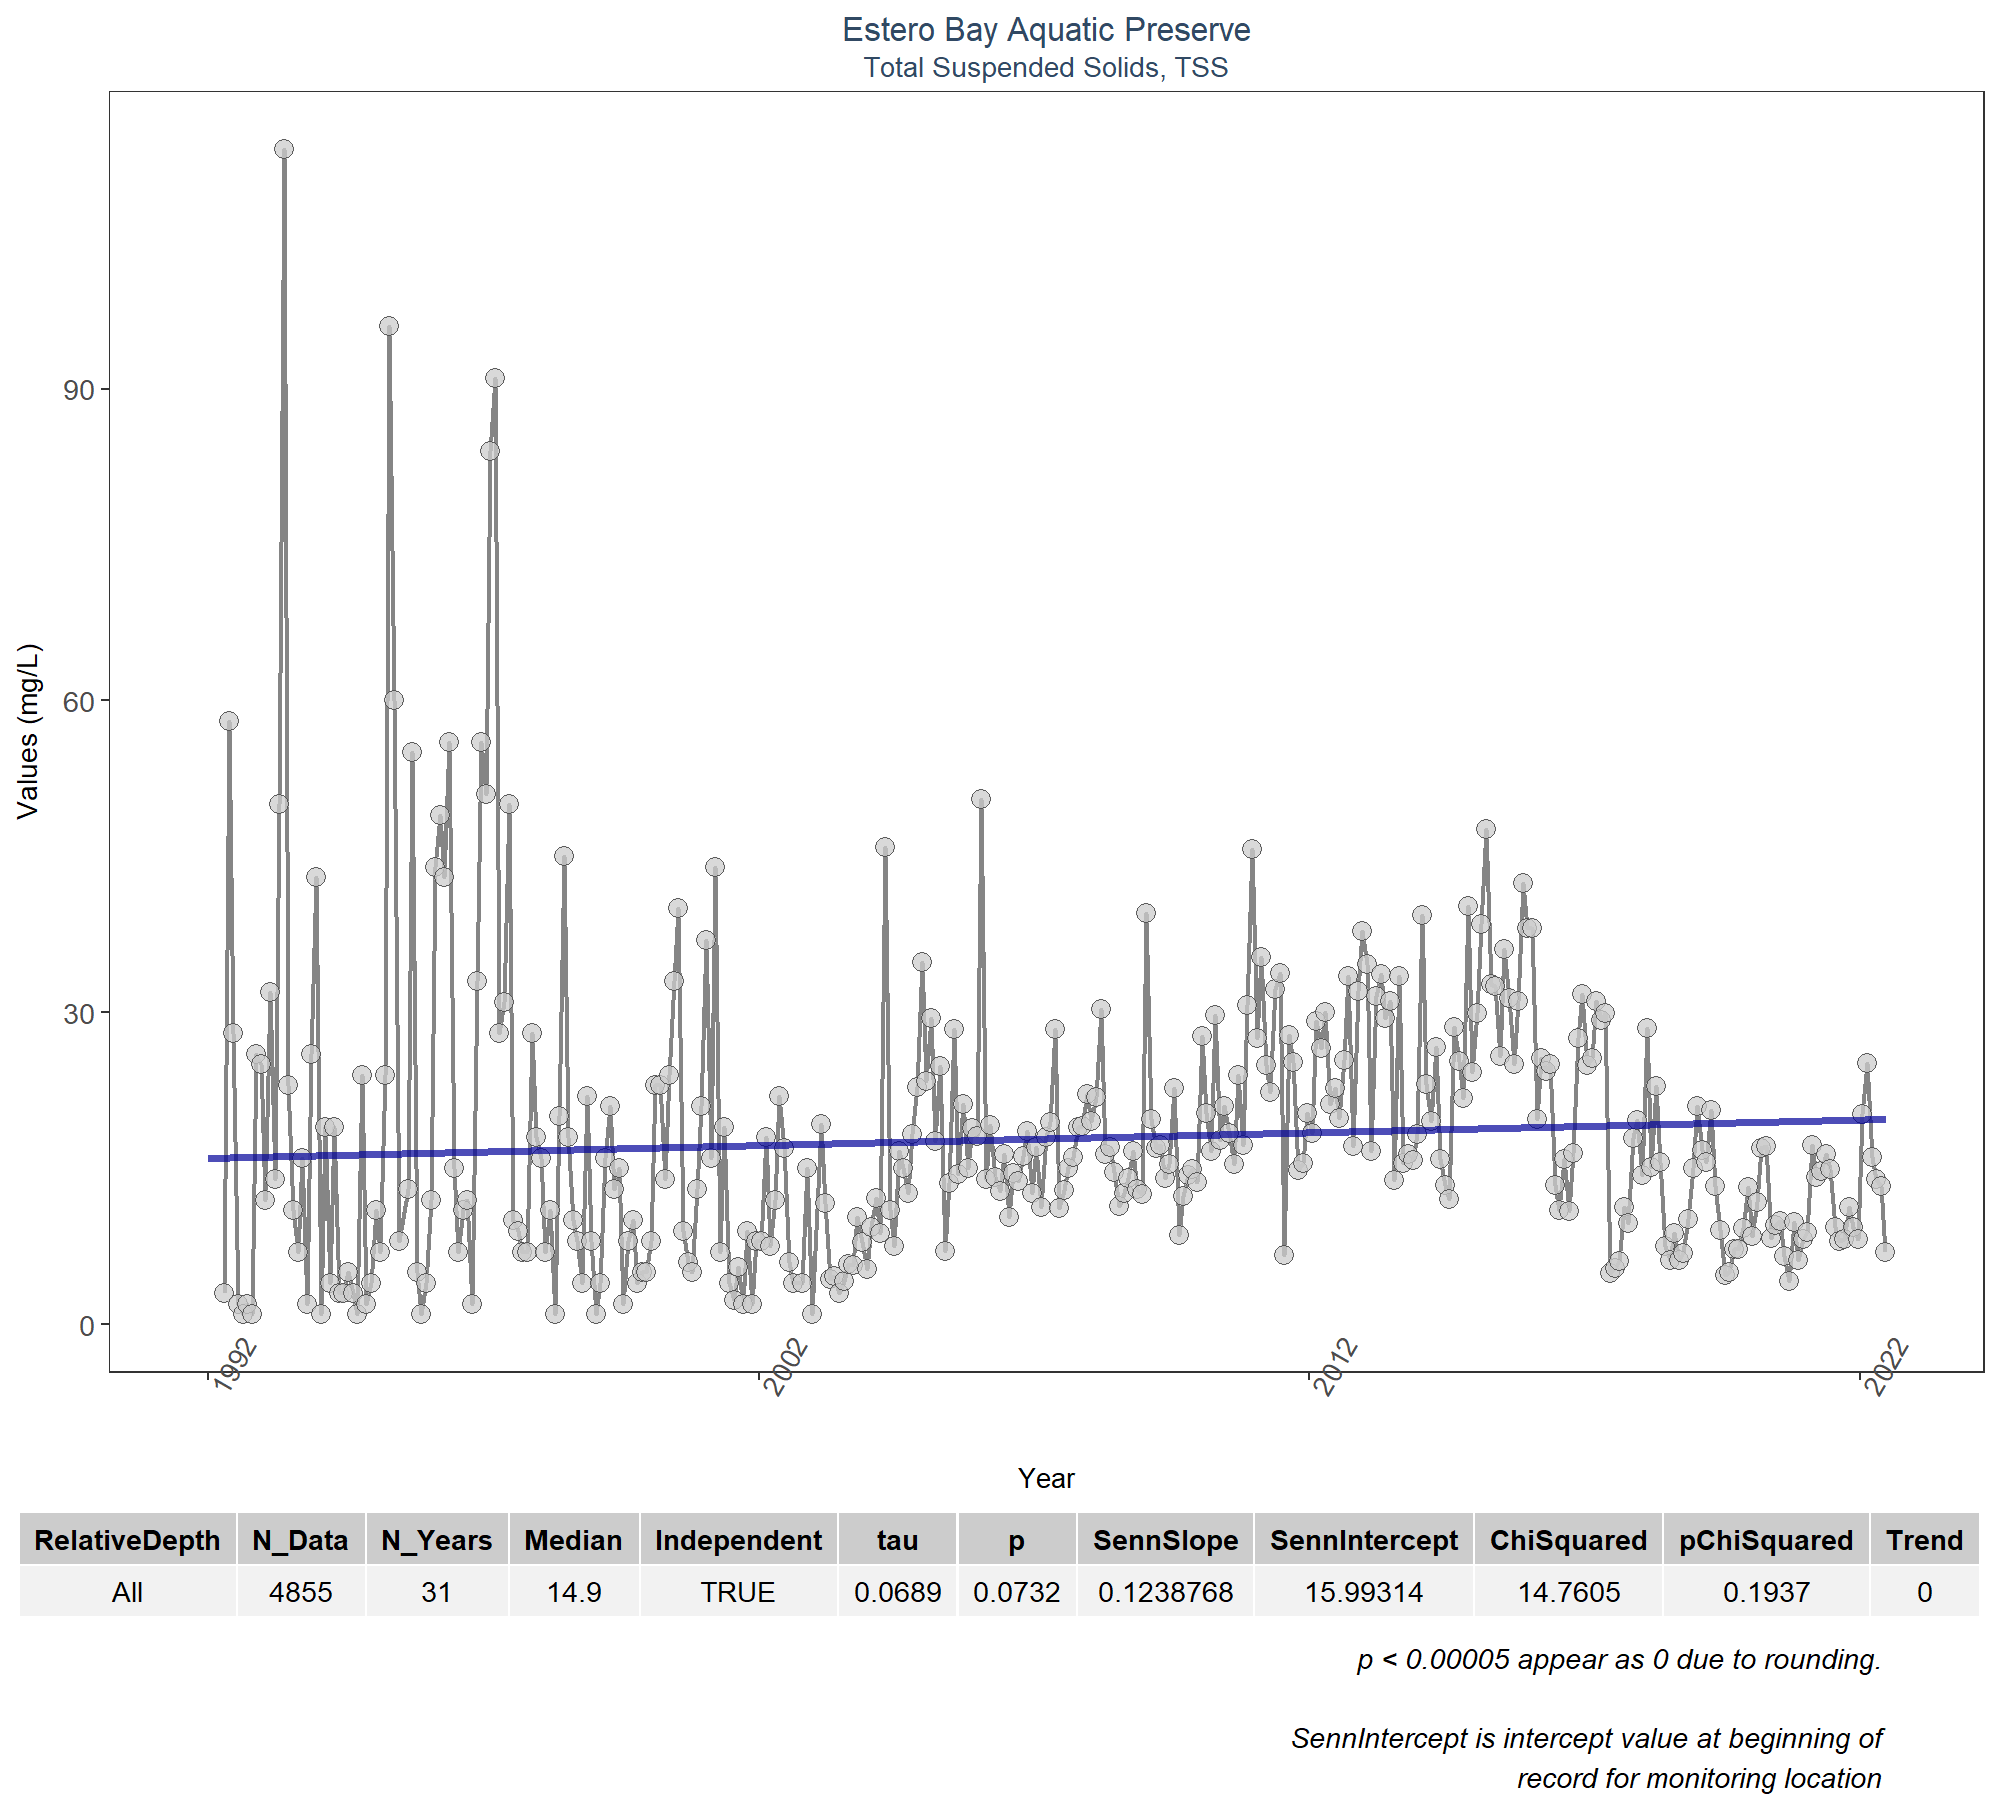 Estero Bay Aquatic Preserve
Total Suspended Solids, TSS
Values (mg/L)
90
60
30
0
1992 2002 2012 2022
Year
RelativeDepth N_Data N_Years Median Independent tau p SennSlope SennIntercept ChiSquared pChiSquared Trend
All 4855 31 14.9 TRUE 0.0689 0.0732 0.1238768 15.99314 14.7605 0.1937 0
p < 0.00005 appear as 0 due to rounding.
SennIntercept is intercept value at beginning of
record for monitoring location